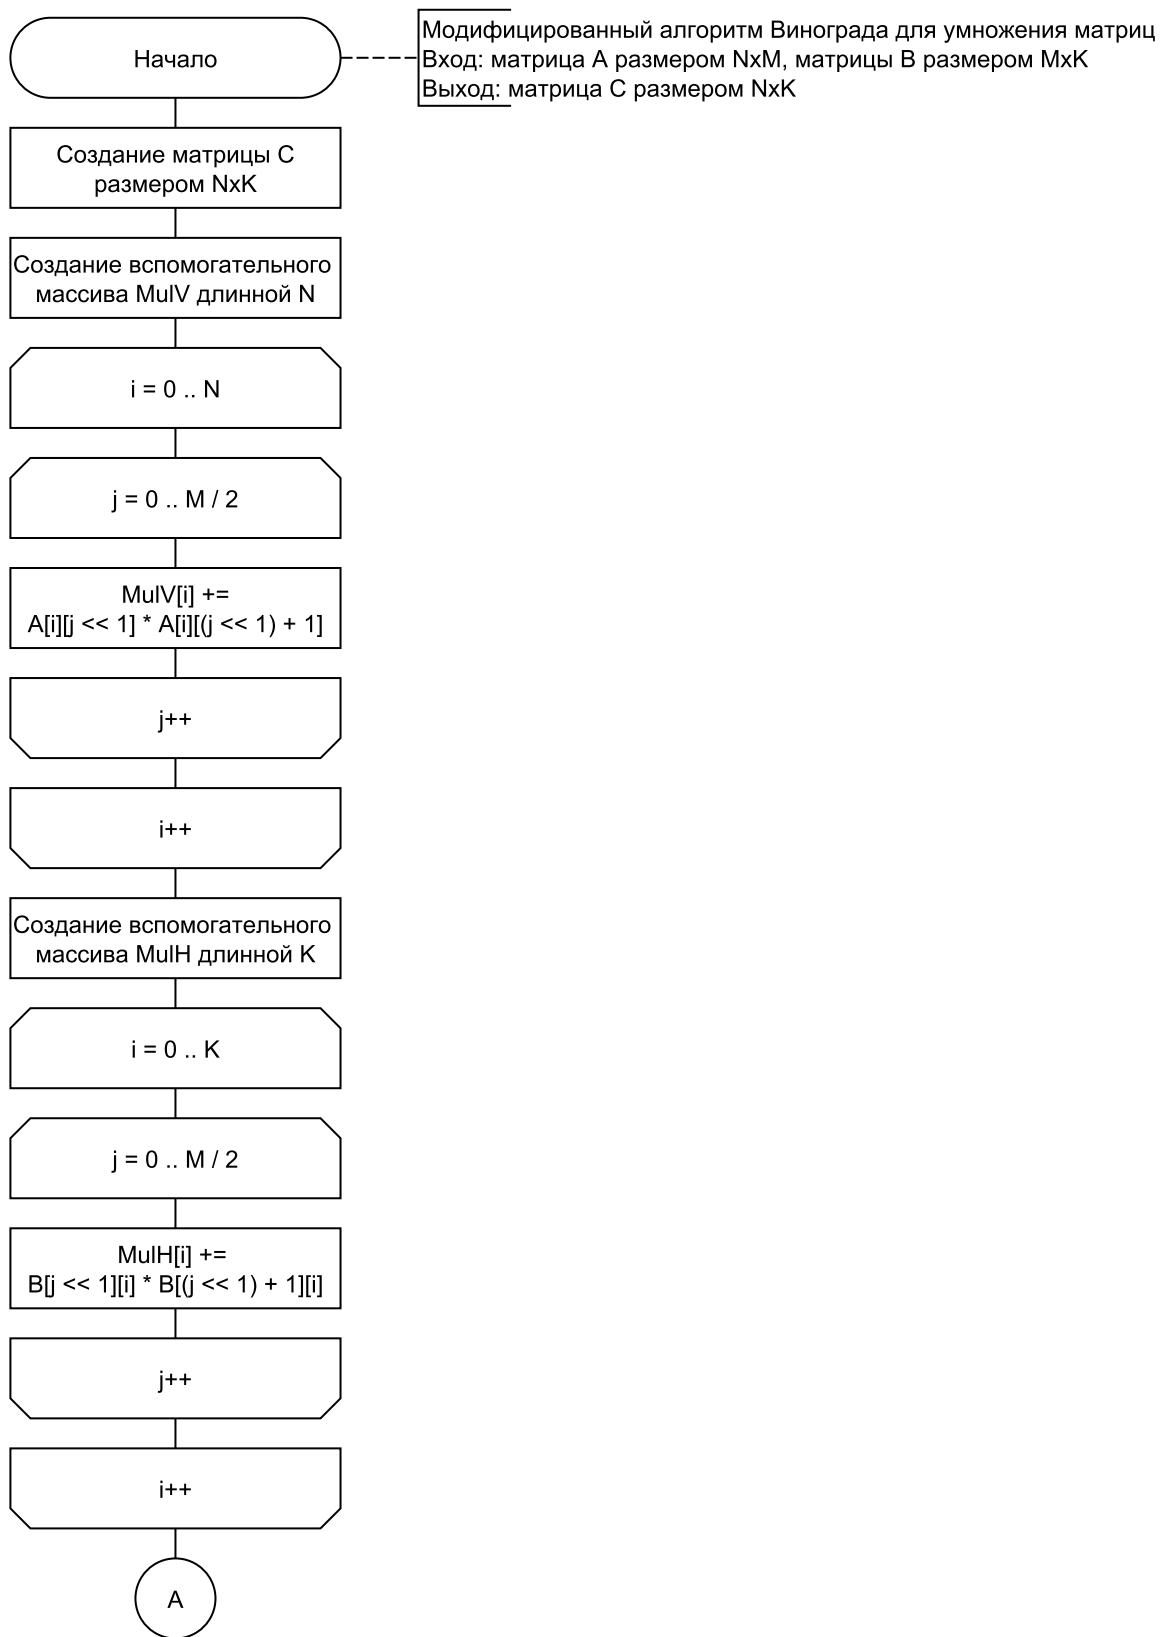 Начало
Модифицированный алгоритм Винограда для умножения матриц
Вход: матрица А размером NxM, матрицы В размером MxK
Выход: матрица С размером NxK
Создание матрицы С
размером NxK
Создание вспомогательного
массива MulV длинной N
i = 0 .. N
j = 0 .. M / 2
MulV[i] +=
A[i][j << 1] * A[i][(j << 1) + 1]
j++
i++
Создание вспомогательного
массива MulH длинной K
i = 0 .. K
j = 0 .. M / 2
MulH[i] +=
B[j << 1][i] * B[(j << 1) + 1][i]
j++
i++
A